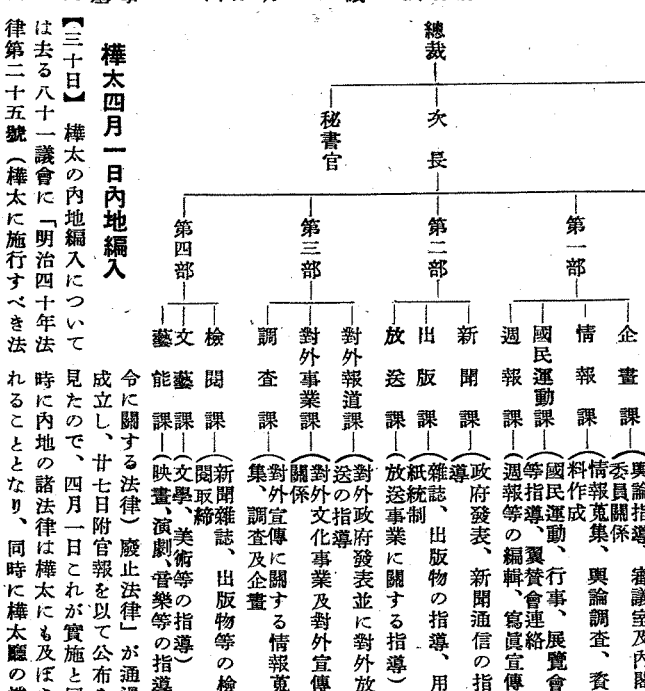 總裁
秘書官
次長
第一部
第二部
第三部
第四部
企畫課
輿論指導、審議室及內閣
委員關係
情報課
情報蒐集、輿論調查、資
料作成
國民運動課
國民運動、行事、展覽會
等指導、翼贊會連絡
週報課
(週報等の編輯、寫眞宣傳
新聞課
(政府發表、新聞通信の指
導)
出版課
(雜誌、出版物の指導、用
紙統制
放送課
(放送事業に關する指導)
對外報道課
(對外政府發表並に對外放
送の指導
對外事業課
(對外文化事業及對外宣傳
關係
調查課
(對外宣傳に關する情報蒐
集、調查及企畫
檢閱課
(新聞雜誌、出版物等の檢
閱取締
文藝課
(文學、美術等の指導)
藝能課
(映畫、演劇、音樂等の指導
樺太四月一日內地編入
【三十日】 樺太の內地編入について
は去る八十一議會に「明治四十年法
律第二十五號(樺太に施行すべき法
令に關する法律)廢止法律」が通過
成立し、廿七日附官報を以て公布を
見たので、四月一日これが實施と同
時に內地の諸法律は樺太にも及ぼさ
れることとなり、同時に樺太廳の